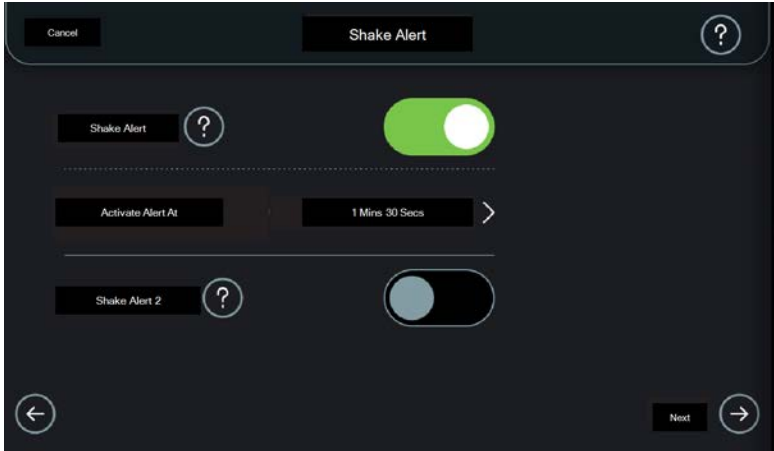 Cancel
Shake Alert
?
Shake Alert ?
Activate Alert At 1 Mins 30 Secs
Shake Alert 2 ?
Next